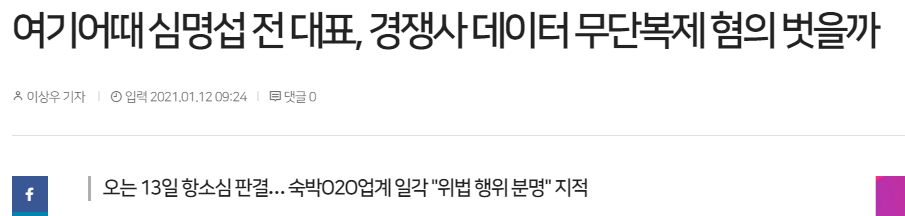 여기어때 심명섭 전 대표, 경쟁사 데이터 무단복제 혐의 벗을까
이상우 기자 | 입력 2021.01.12 09:24 | 댓글 0
f
오는 13일 항소심 판결... 숙박O2O업계 일각 "위법 행위 분명" 지적